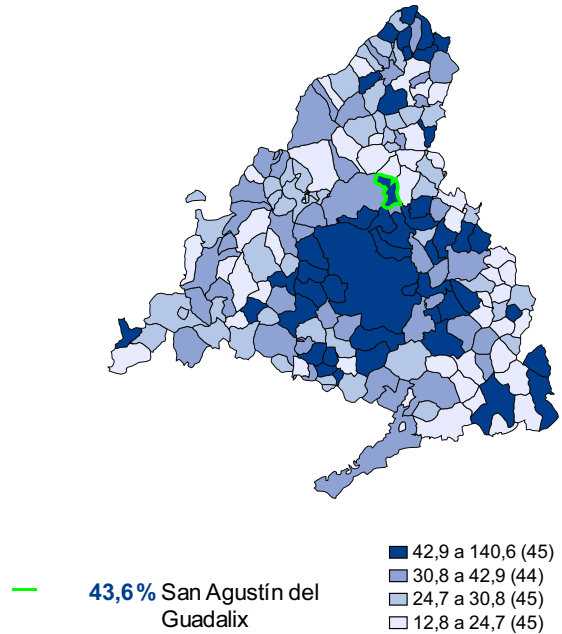 42,9 a 140,6 (45)
30,8 a 42,9 (44)
24,7 a 30,8 (45)
12,8 a 24,7 (45)
43,6% San Agustín del
Guadalix